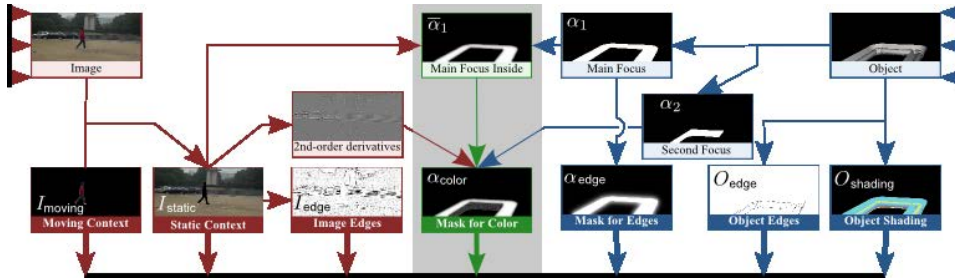 Image
ᾱ1
Main Focus Inside
α1
Main Focus
Object
2nd-order derivatives
α2
Second Focus
Imoving
Moving Context
Istatic
Static Context
Iedge
Image Edges
αcolor
Mask for Color
αedge
Mask for Edges
Oedge
Object Edges
Oshading
Object Shading